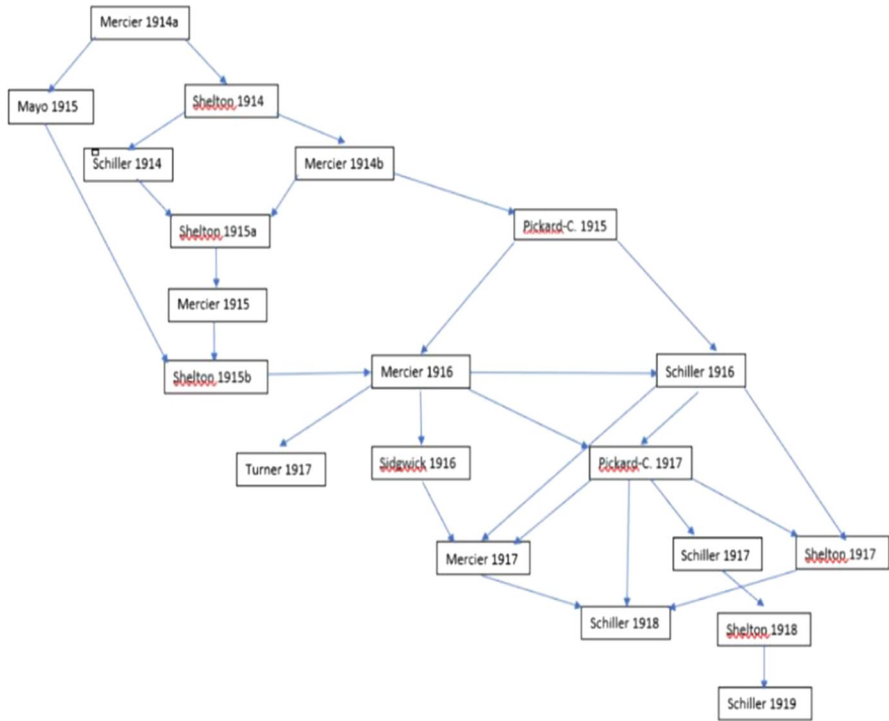 Mercier 1914a
Mayo 1915
Shelton 1914
Schiller 1914
Mercier 1914b
Shelton 1915a
Pickard-C. 1915
Mercier 1915
Shelton 1915b
Mercier 1916
Schiller 1916
Turner 1917
Sidgwick 1916
Pickard-C. 1917
Mercier 1917
Schiller 1917
Shelton 1917
Schiller 1918
Shelton 1918
Schiller 1919